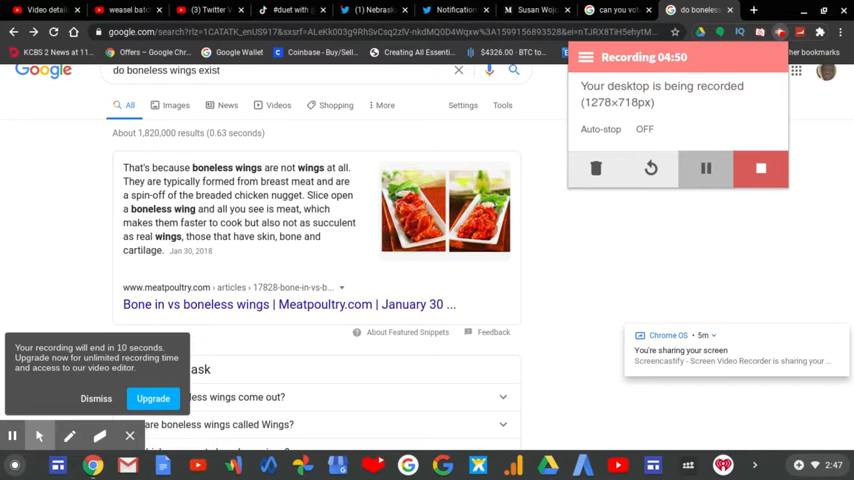 Video detail
weasel batc
(3) Twitter V
#duet with g
(1) Nebrask
Notification
Susan Wojc
can you vot
do boneless
google.com/search?rlz=1CATATK_enUS917&sxsrf=ALeKk003g9RhSvCsq2zlV-nkdMQ0D4Wqxw%3A1599156893508&ei=nTJRX8TiH5eytQaM
KCBS 2 News at 11...
Offers – Google Chr...
Google Wallet
Coinbase - Buy/Sell...
Creating All Essenti...
$4326.00 BTC for D...
her bookmarks
Google
do boneless wings exist
All
Images
News
Videos
Shopping
More
Settings
Tools
About 1,820,000 results (0.63 seconds)
That's because boneless wings are not wings at all.
They are typically formed from breast meat and are
a spin-off of the breaded chicken nugget. Slice open
a boneless wing and all you see is meat, which
makes them faster to cook but also not as succulent
as real wings, those that have skin, bone and
cartilage. Jan 30, 2018
www.meatpoultry.com › articles › 17828-bone-in-vs-b...
Bone in vs boneless wings | Meatpoultry.com | January 30 ...
About Featured Snippets
Feedback
ask
wings come out?
are boneless wings called Wings?
Recording 04:50
Your desktop is being recorded
(1278×718px)
Auto-stop OFF
Chrome OS • 5m
You're sharing your screen
Screencastify - Screen Video Recorder is sharing your ...
Your recording will end in 10 seconds.
Upgrade now for unlimited recording time
and access to our video editor.
Dismiss
Upgrade
2:47